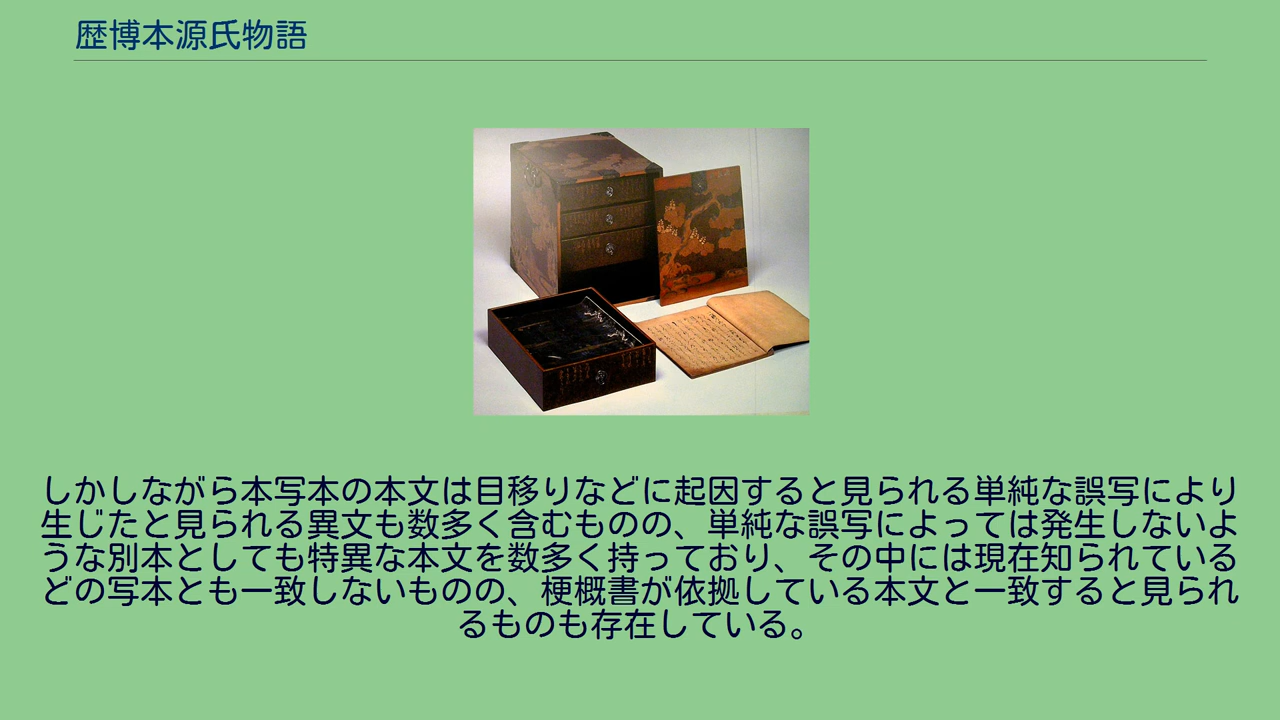 歴博本源氏物語
しかしながら本写本の本文は目移りなどに起因すると見られる単純な誤写により
生じたと見られる異文も数多く含むものの、単純な誤写によっては発生しないよ
うな別本としても特異な本文を数多く持っており、その中には現在知られている
どの写本とも一致しないものの、梗概書が依拠している本文と一致すると見られ
るものも存在している。